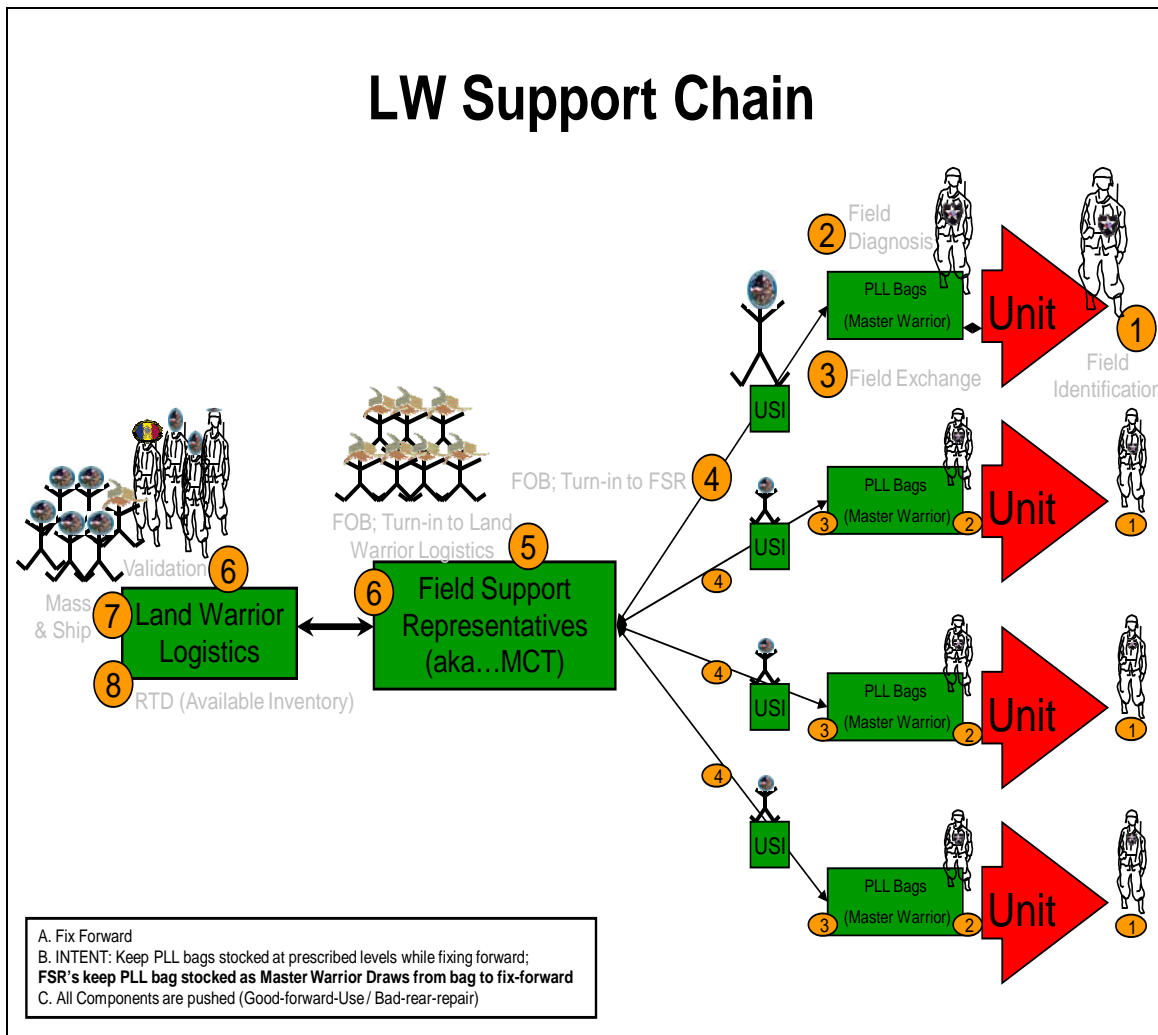 LW Support Chain
2
Field
Diagnosis
PLL Bags
(Master Warrior)
Unit
1
Field
Identification
3
Field Exchange
USI
4
FOB; Turn-in to FSR
PLL Bags
(Master Warrior)
3
2
Unit
1
USI
4
FOB; Turn-in to Land
Warrior Logistics
5
6
Field Support
Representatives
(aka…MCT)
Validation
6
Mass
& Ship
7
Land Warrior
Logistics
8
RTD (Available Inventory)
4
USI
PLL Bags
(Master Warrior)
3
2
Unit
1
4
USI
PLL Bags
(Master Warrior)
3
2
Unit
1
A. Fix Forward
B. INTENT: Keep PLL bags stocked at prescribed levels while fixing forward;
FSR's keep PLL bag stocked as Master Warrior Draws from bag to fix-forward
C. All Components are pushed (Good-forward-Use / Bad-rear-repair)